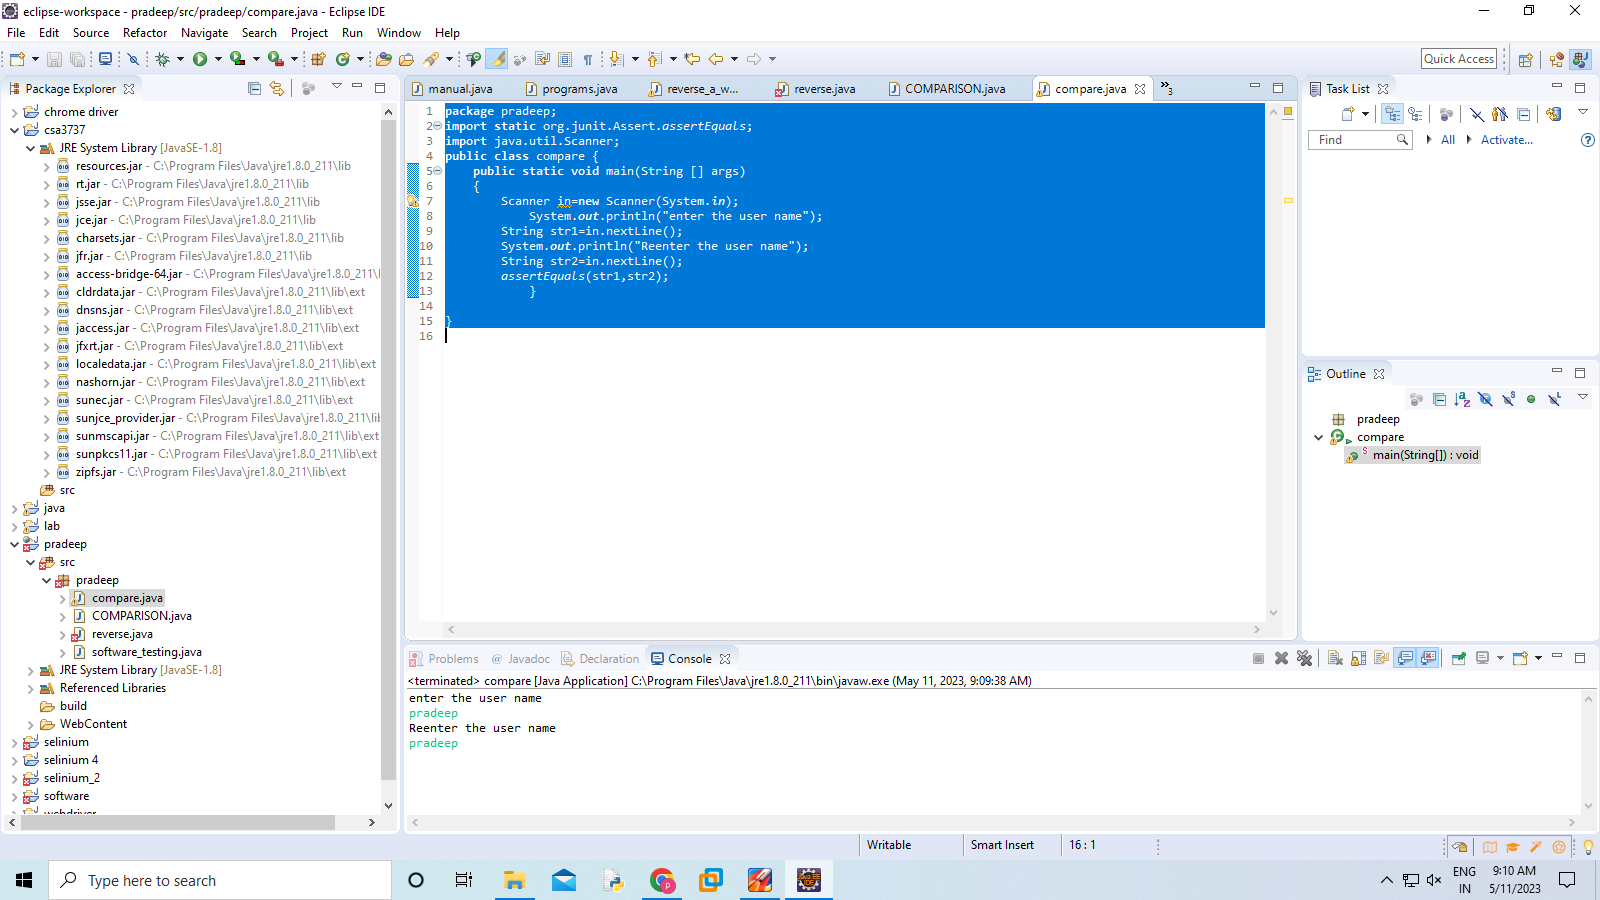 eclipse-workspace - pradeep/src/pradeep/compare.java - Eclipse IDE
File Edit Source Refactor Navigate Search Project Run Window Help
Quick Access
Package Explorer
chrome driver
csa3737
JRE System Library [JavaSE-1.8]
resources.jar - C:\Program Files\Java\jre1.8.0_211\lib
rt.jar - C:\Program Files\Java\jre1.8.0_211\lib
jsse.jar - C:\Program Files\Java\jre1.8.0_211\lib
jce.jar - C:\Program Files\Java\jre1.8.0_211\lib
charsets.jar - C:\Program Files\Java\jre1.8.0_211\lib
jfr.jar - C:\Program Files\Java\jre1.8.0_211\lib
access-bridge-64.jar - C:\Program Files\Java\jre1.8.0_211\l
cldrdata.jar - C:\Program Files\Java\jre1.8.0_211\lib\ext
dnsns.jar - C:\Program Files\Java\jre1.8.0_211\lib\ext
jaccess.jar - C:\Program Files\Java\jre1.8.0_211\lib\ext
jfxrt.jar - C:\Program Files\Java\jre1.8.0_211\lib\ext
localedata.jar - C:\Program Files\Java\jre1.8.0_211\lib\ext
nashorn.jar - C:\Program Files\Java\jre1.8.0_211\lib\ext
sunec.jar - C:\Program Files\Java\jre1.8.0_211\lib\ext
sunjce_provider.jar - C:\Program Files\Java\jre1.8.0_211\lil
sunmscapi.jar - C:\Program Files\Java\jre1.8.0_211\lib\ext
sunpkcs11.jar - C:\Program Files\Java\jre1.8.0_211\lib\ext
zipfs.jar - C:\Program Files\Java\jre1.8.0_211\lib\ext
src
java
lab
pradeep
src
pradeep
compare.java
COMPARISON.java
reverse.java
software_testing.java
JRE System Library [JavaSE-1.8]
Referenced Libraries
build
WebContent
selinium
selinium 4
selinium_2
software
webdriver
manual.java programs.java reverse_a_w... reverse.java COMPARISON.java compare.java »3
1 package pradeep;
2 import static org.junit.Assert.assertEquals;
3 import java.util.Scanner;
4 public class compare {
5 public static void main(String [] args)
6 {
7 Scanner in=new Scanner(System.in);
8 System.out.println("enter the user name");
9 String str1=in.nextLine();
10 System.out.println("Reenter the user name");
11 String str2=in.nextLine();
12 assertEquals(str1,str2);
13 }
14
15 }
16
Task List
Find All Activate...
Outline
pradeep
compare
main(String[]) : void
Problems @ Javadoc Declaration Console
<terminated> compare [Java Application] C:\Program Files\Java\jre1.8.0_211\bin\javaw.exe (May 11, 2023, 9:09:38 AM)
enter the user name
pradeep
Reenter the user name
pradeep
Writable Smart Insert 16 : 1
Type here to search
ENG
IN
9:10 AM
5/11/2023